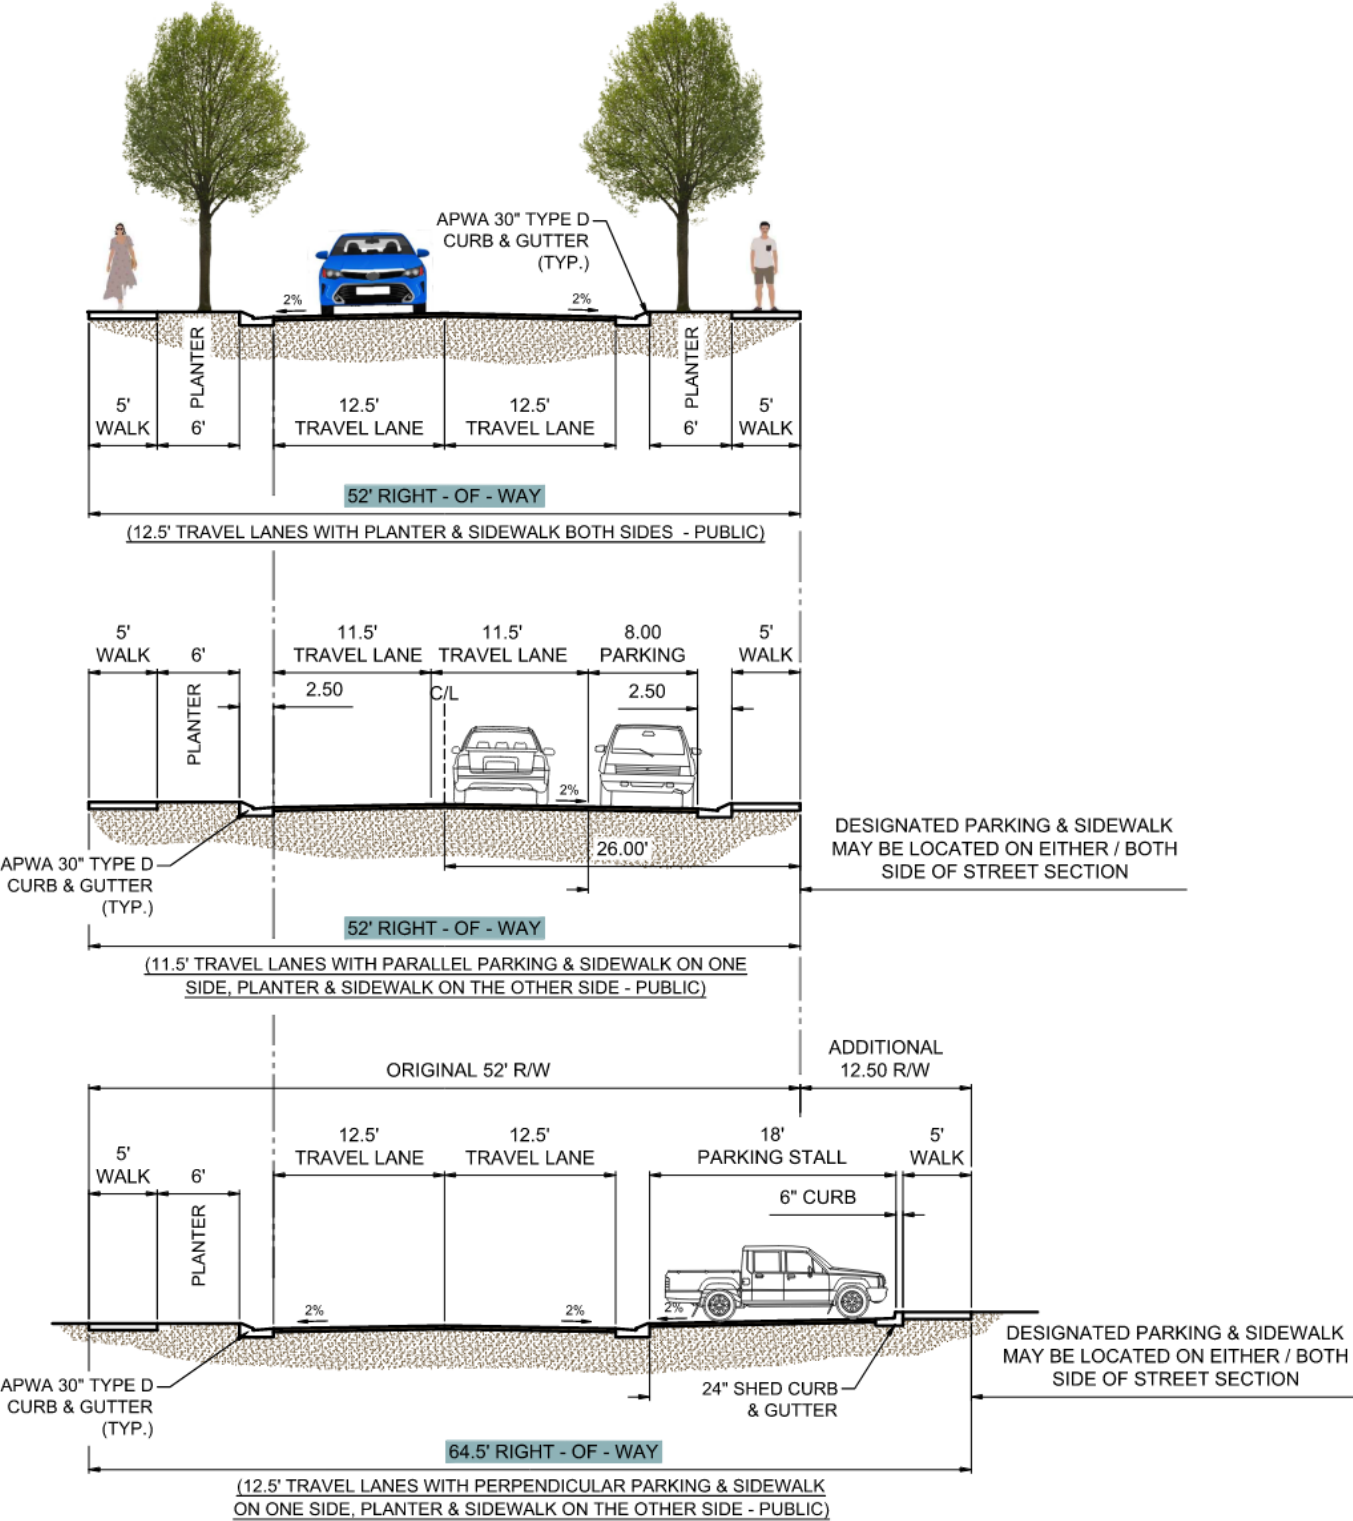 APWA 30" TYPE D
CURB & GUTTER
(TYP.)
2%
2%
PLANTER
PLANTER
5'
WALK
6'
12.5'
TRAVEL LANE
12.5'
TRAVEL LANE
6'
5'
WALK
52' RIGHT - OF - WAY
(12.5' TRAVEL LANES WITH PLANTER & SIDEWALK BOTH SIDES - PUBLIC)
5'
WALK
6'
11.5'
TRAVEL LANE
11.5'
TRAVEL LANE
8.00
PARKING
5'
WALK
PLANTER
2.50
C/L
2.50
2%
26.00'
APWA 30" TYPE D
CURB & GUTTER
(TYP.)
DESIGNATED PARKING & SIDEWALK
MAY BE LOCATED ON EITHER / BOTH
SIDE OF STREET SECTION
52' RIGHT - OF - WAY
(11.5' TRAVEL LANES WITH PARALLEL PARKING & SIDEWALK ON ONE
SIDE, PLANTER & SIDEWALK ON THE OTHER SIDE - PUBLIC)
ORIGINAL 52' R/W
ADDITIONAL
12.50 R/W
5'
WALK
6'
12.5'
TRAVEL LANE
12.5'
TRAVEL LANE
18'
PARKING STALL
5'
WALK
6" CURB
PLANTER
2%
2%
2%
APWA 30" TYPE D
CURB & GUTTER
(TYP.)
24" SHED CURB
& GUTTER
DESIGNATED PARKING & SIDEWALK
MAY BE LOCATED ON EITHER / BOTH
SIDE OF STREET SECTION
64.5' RIGHT - OF - WAY
(12.5' TRAVEL LANES WITH PERPENDICULAR PARKING & SIDEWALK
ON ONE SIDE, PLANTER & SIDEWALK ON THE OTHER SIDE - PUBLIC)